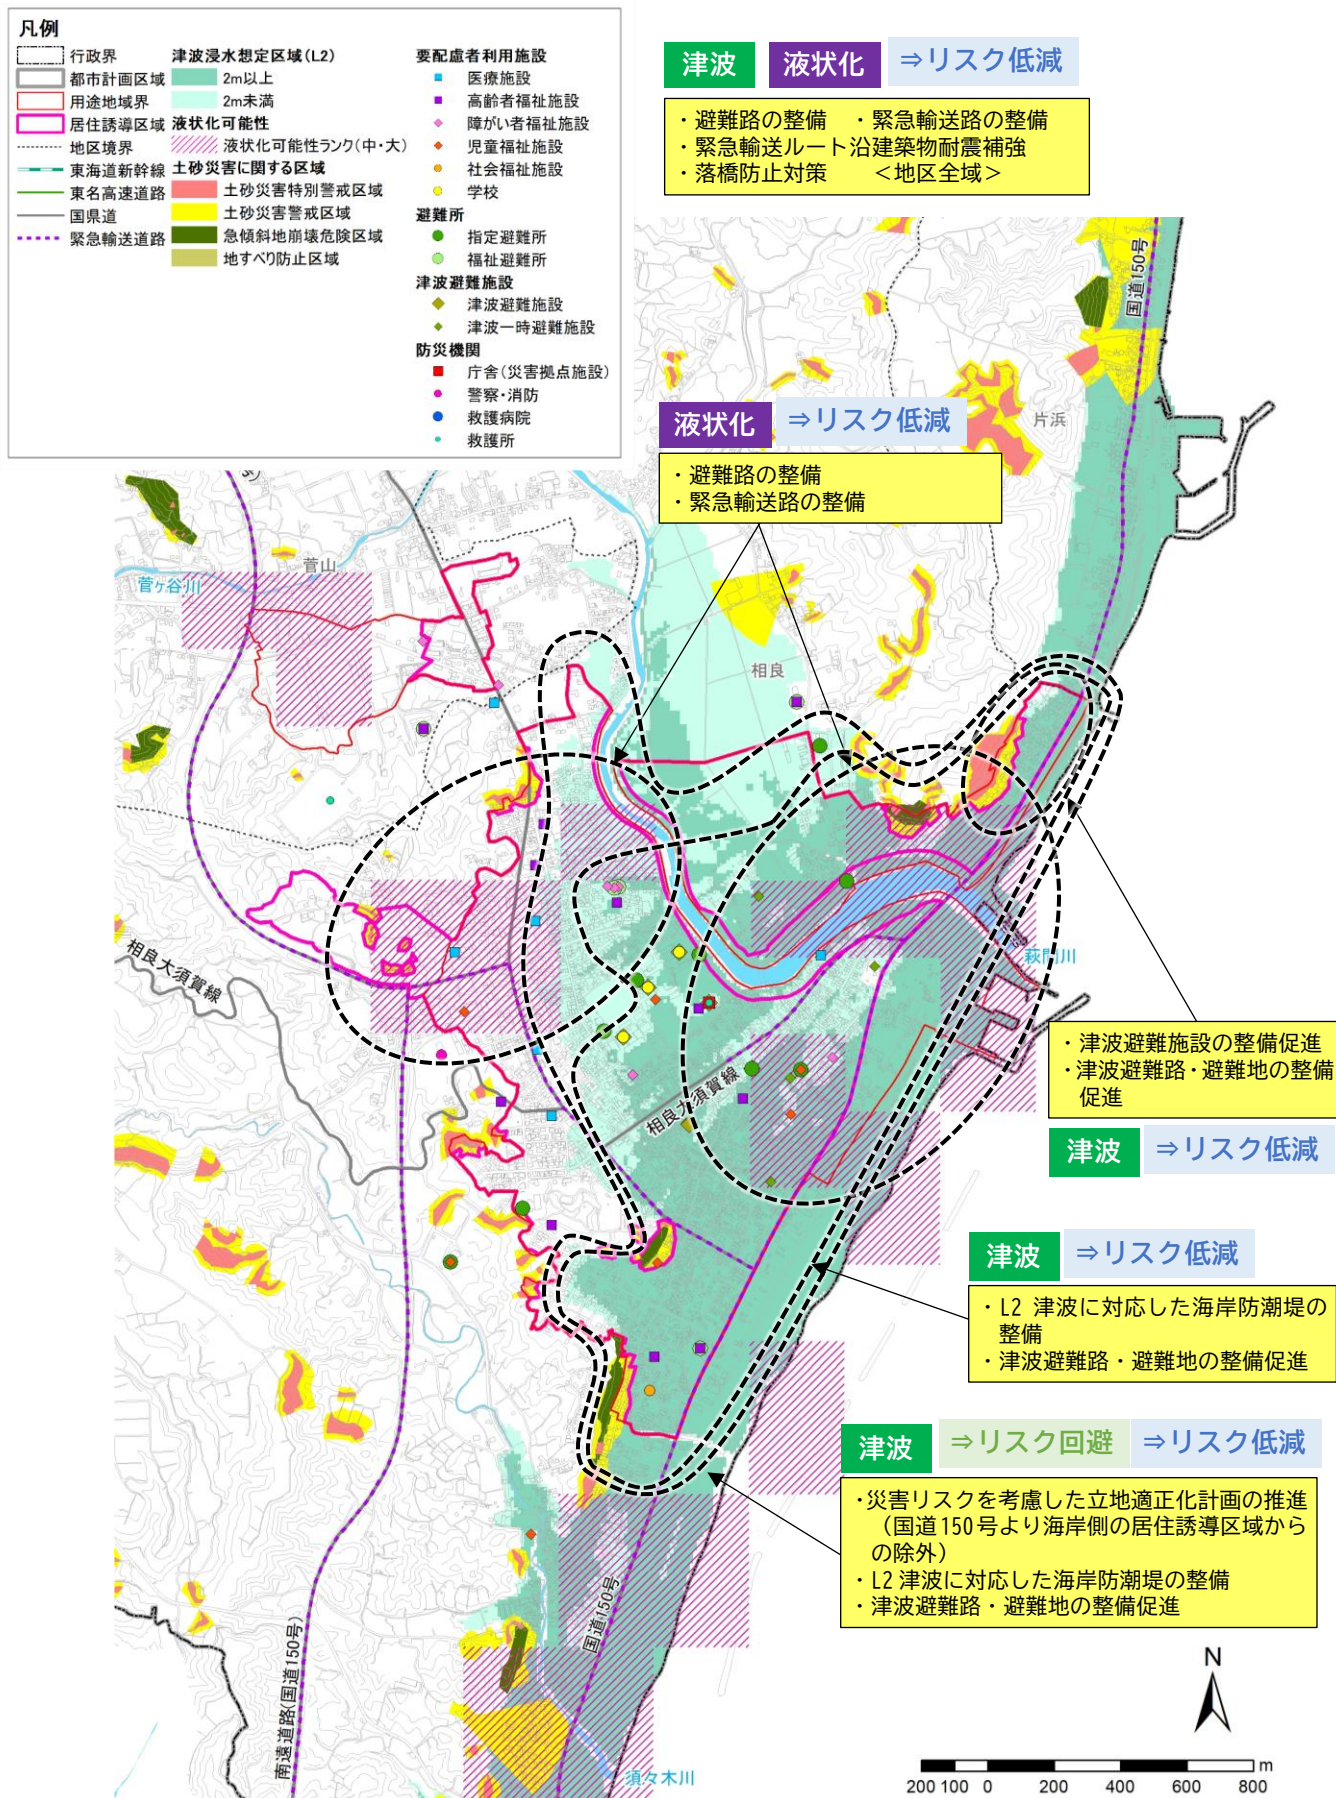 凡例
行政界
都市計画区域
用途地域界
居住誘導区域
地区境界
東海道新幹線
東名高速道路
国県道
緊急輸送道路
津波浸水想定区域(L2)
2m以上
2m未満
液状化可能性
液状化可能性ランク(中・大)
土砂災害に関する区域
土砂災害特別警戒区域
土砂災害警戒区域
急傾斜地崩壊危険区域
地すべり防止区域
要配慮者利用施設
医療施設
高齢者福祉施設
障がい者福祉施設
児童福祉施設
社会福祉施設
学校
避難所
指定避難所
福祉避難所
津波避難施設
津波避難施設
津波一時避難施設
防災機関
庁舎(災害拠点施設)
警察・消防
救護病院
救護所
津波 液状化 ⇒リスク低減
・避難路の整備 ・緊急輸送路の整備
・緊急輸送ルート沿建築物耐震補強
・落橋防止対策 ＜地区全域＞
国道150号
片浜
液状化 ⇒リスク低減
・避難路の整備
・緊急輸送路の整備
菅山
菅ヶ谷川
相良
相良大須賀線
萩間川
・津波避難施設の整備促進
・津波避難路・避難地の整備
促進
津波 ⇒リスク低減
相良大須賀線
津波 ⇒リスク低減
・L2 津波に対応した海岸防潮堤の
整備
・津波避難路・避難地の整備促進
津波 ⇒リスク回避 ⇒リスク低減
・災害リスクを考慮した立地適正化計画の推進
（国道150号より海岸側の居住誘導区域から
の除外）
・L2 津波に対応した海岸防潮堤の整備
・津波避難路・避難地の整備促進
国道150号
南遠道路(国道150号)
須々木川
N
200 100 0 200 400 600 800 m